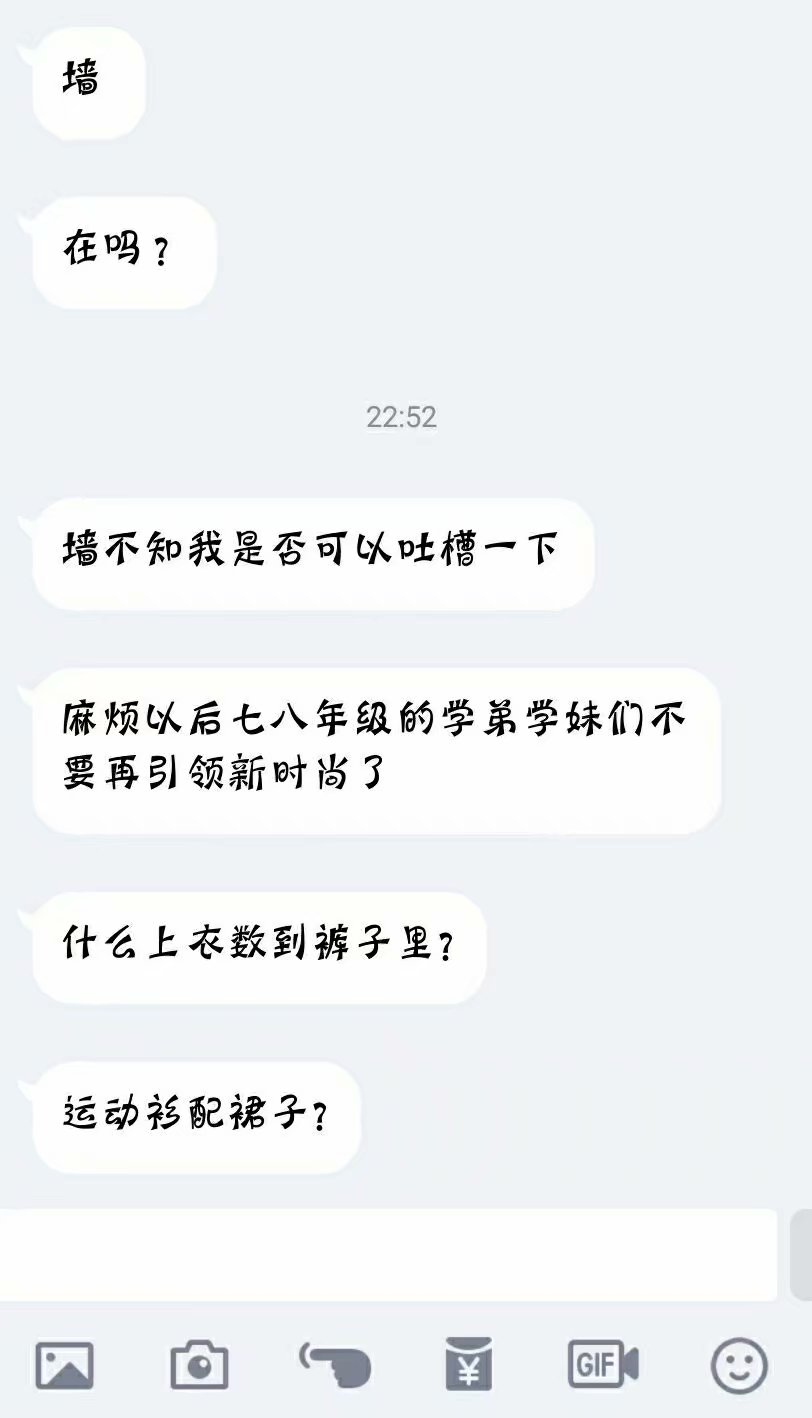 墙
在吗？
22:52
墙不知我是否可以吐槽一下
麻烦以后七八年级的学弟学妹们不
要再引领新时尚了
什么上衣数到裤子里?
运动衫配裙子?
GIF